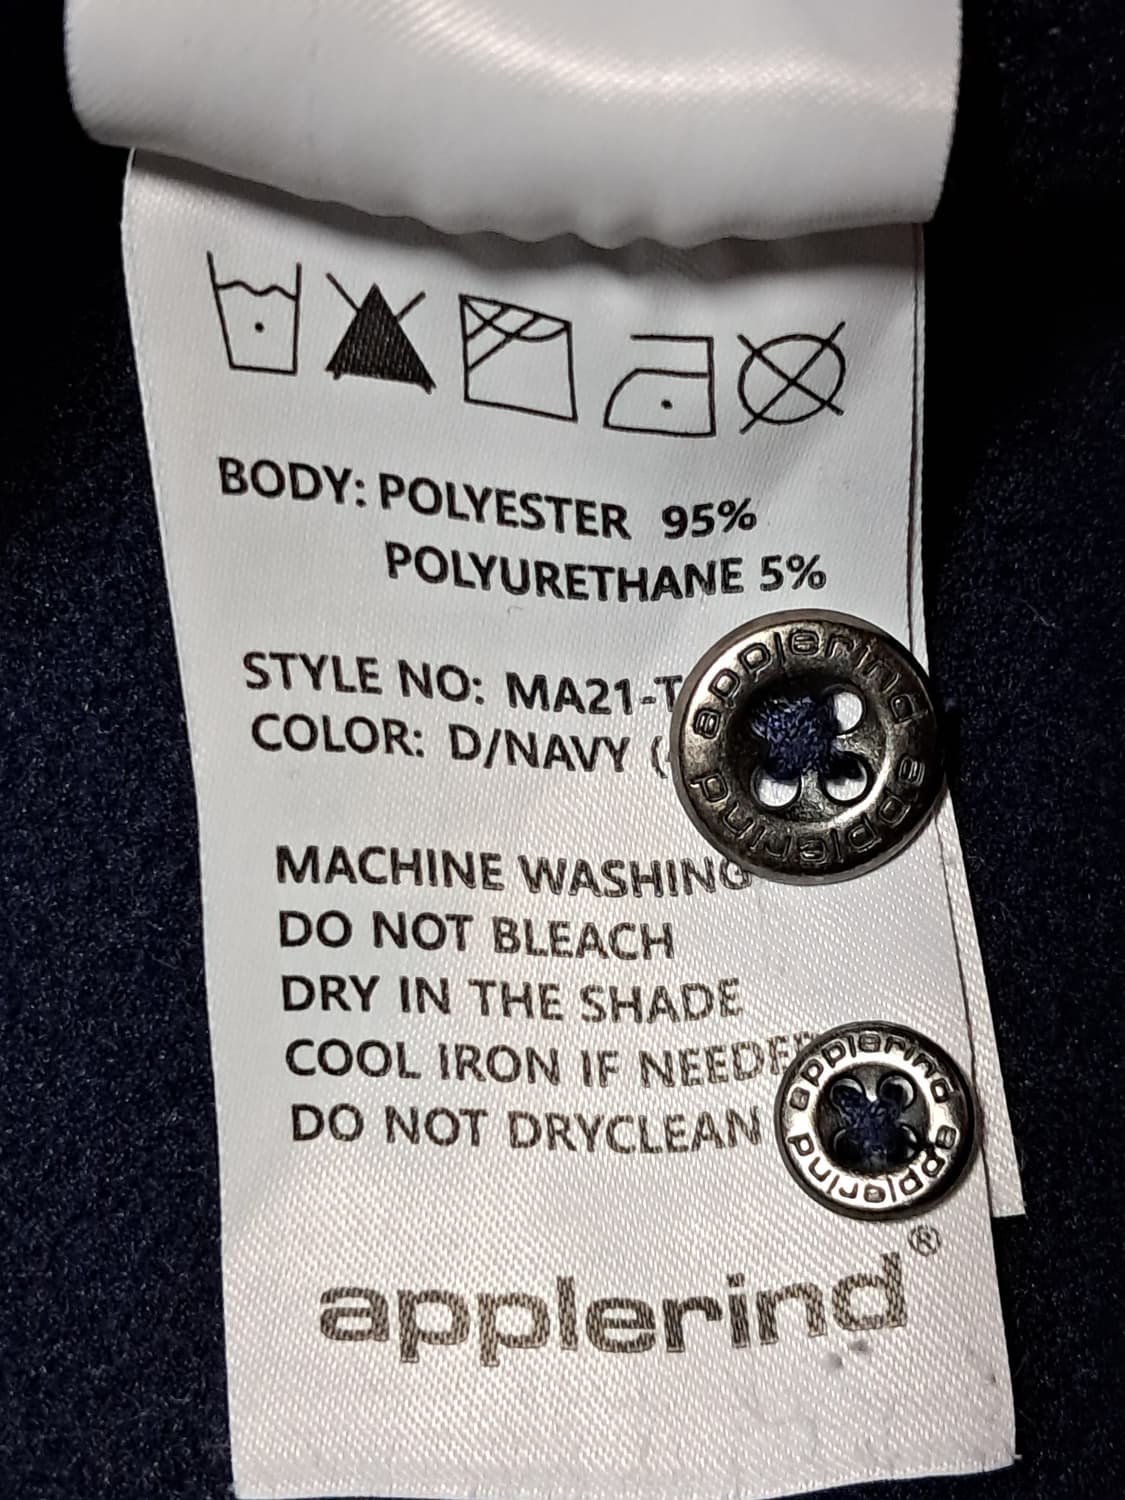 BODY: POLYESTER 95%
POLYURETHANE 5%
STYLE NO: MA21-T
COLOR: D/NAVY (
MACHINE WASHING
DO NOT BLEACH
DRY IN THE SHADE
COOL IRON IF NEEDED
DO NOT DRYCLEAN
applerind®
applerind applerind
applerind applerind